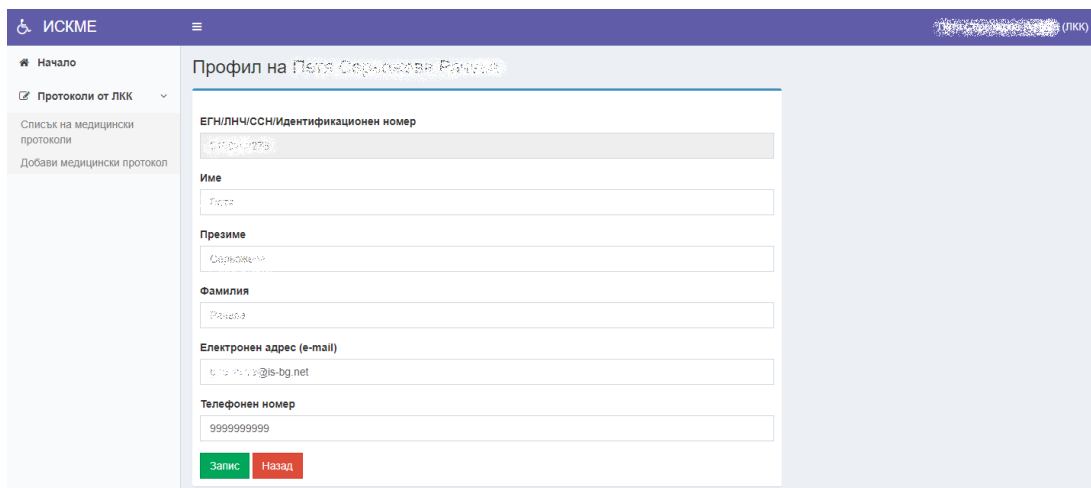 ИСКМЕ
(ЛКК)
Начало
Протоколи от ЛКК
Списък на медицински
протоколи
Добави медицински протокол
Профил на
ЕГН/ЛНЧ/ССН/Идентификационен номер
Име
Презиме
Фамилия
Електронен адрес (e-mail)
@is-bg.net
Телефонен номер
9999999999
Запис
Назад